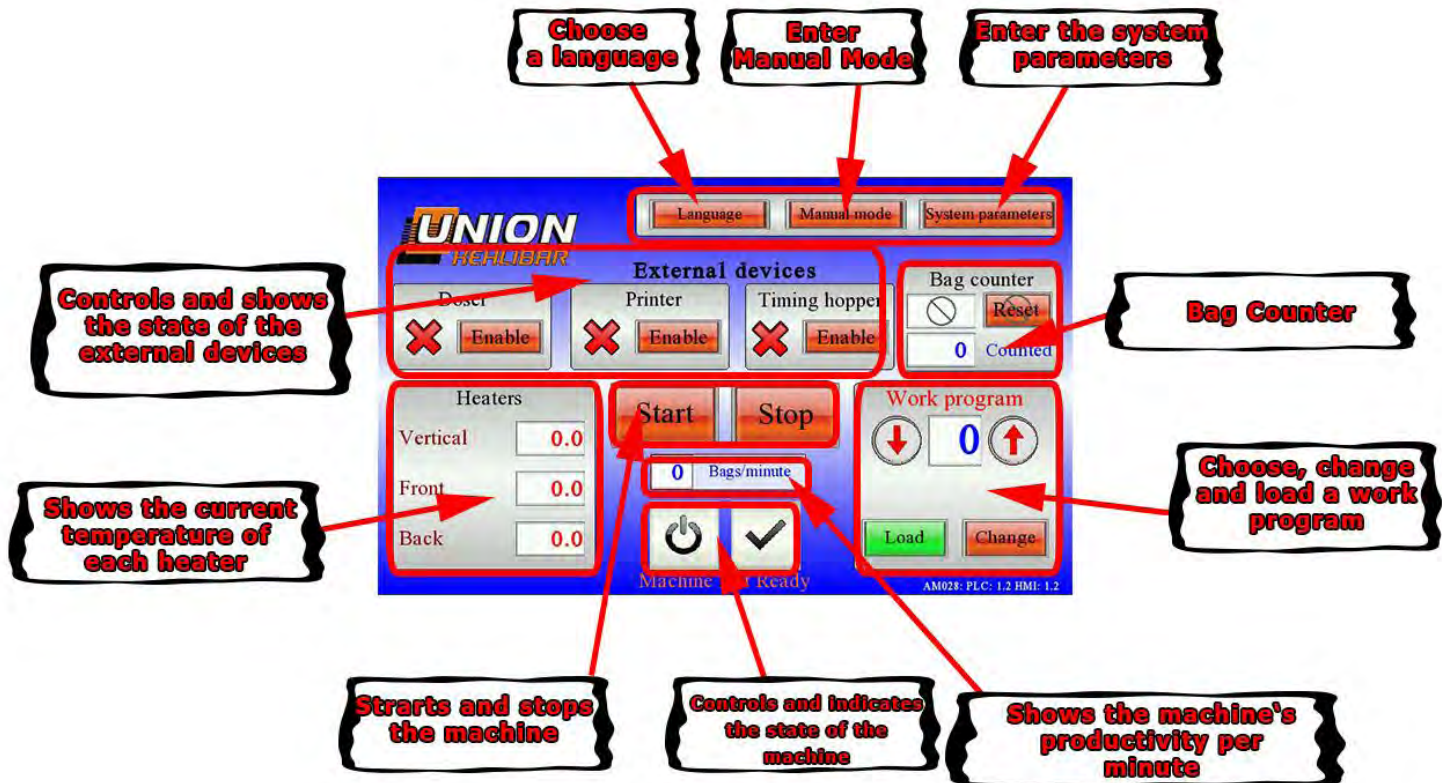 Choose
a language
Enter
Manual Mode
Enter the system
parameters
UNION
KEHLIBAR
Language
Manual mode
System parameters
External devices
Doser
Enable
Printer
Enable
Timing hopper
Enable
Bag counter
Reset
0 Counted
Controls and shows
the state of the
external devices
Bag Counter
Heaters
Vertical 0.0
Front 0.0
Back 0.0
Start
Stop
0 Bags/minute
Work program
0
Load
Change
Machine Ready
AM028: PLC: 1.2 HMI: 1.2
Shows the current
temperature of
each heater
Choose, change
and load a work
program
Strarts and stops
the machine
Controls and indicates
the state of the
machine
Shows the machine's
productivity per
minute